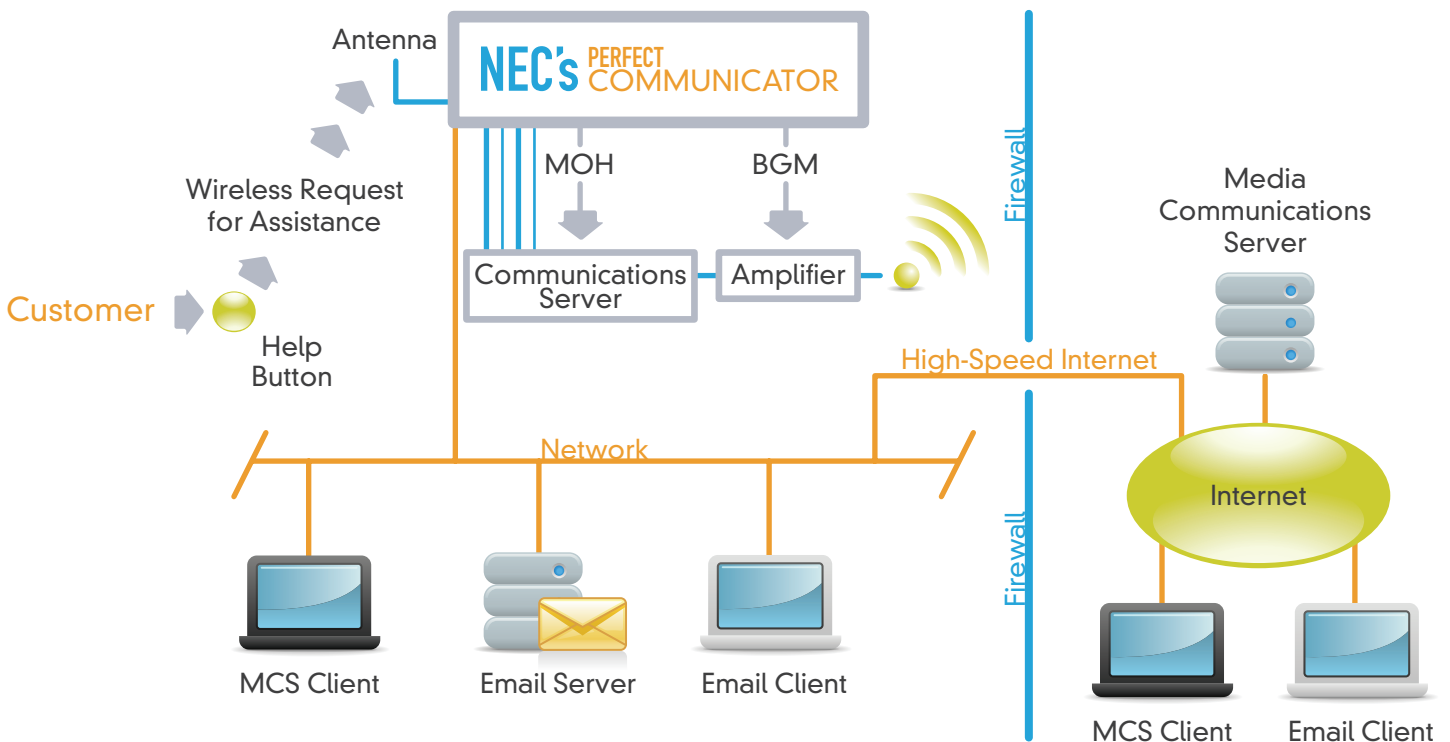 Antenna
NEC's PERFECT
COMMUNICATOR
MOH
BGM
Wireless Request
for Assistance
Customer
Help
Button
Communications
Server
Amplifier
Firewall
Media
Communications
Server
High-Speed Internet
Network
Internet
Firewall
MCS Client
Email Server
Email Client
MCS Client
Email Client